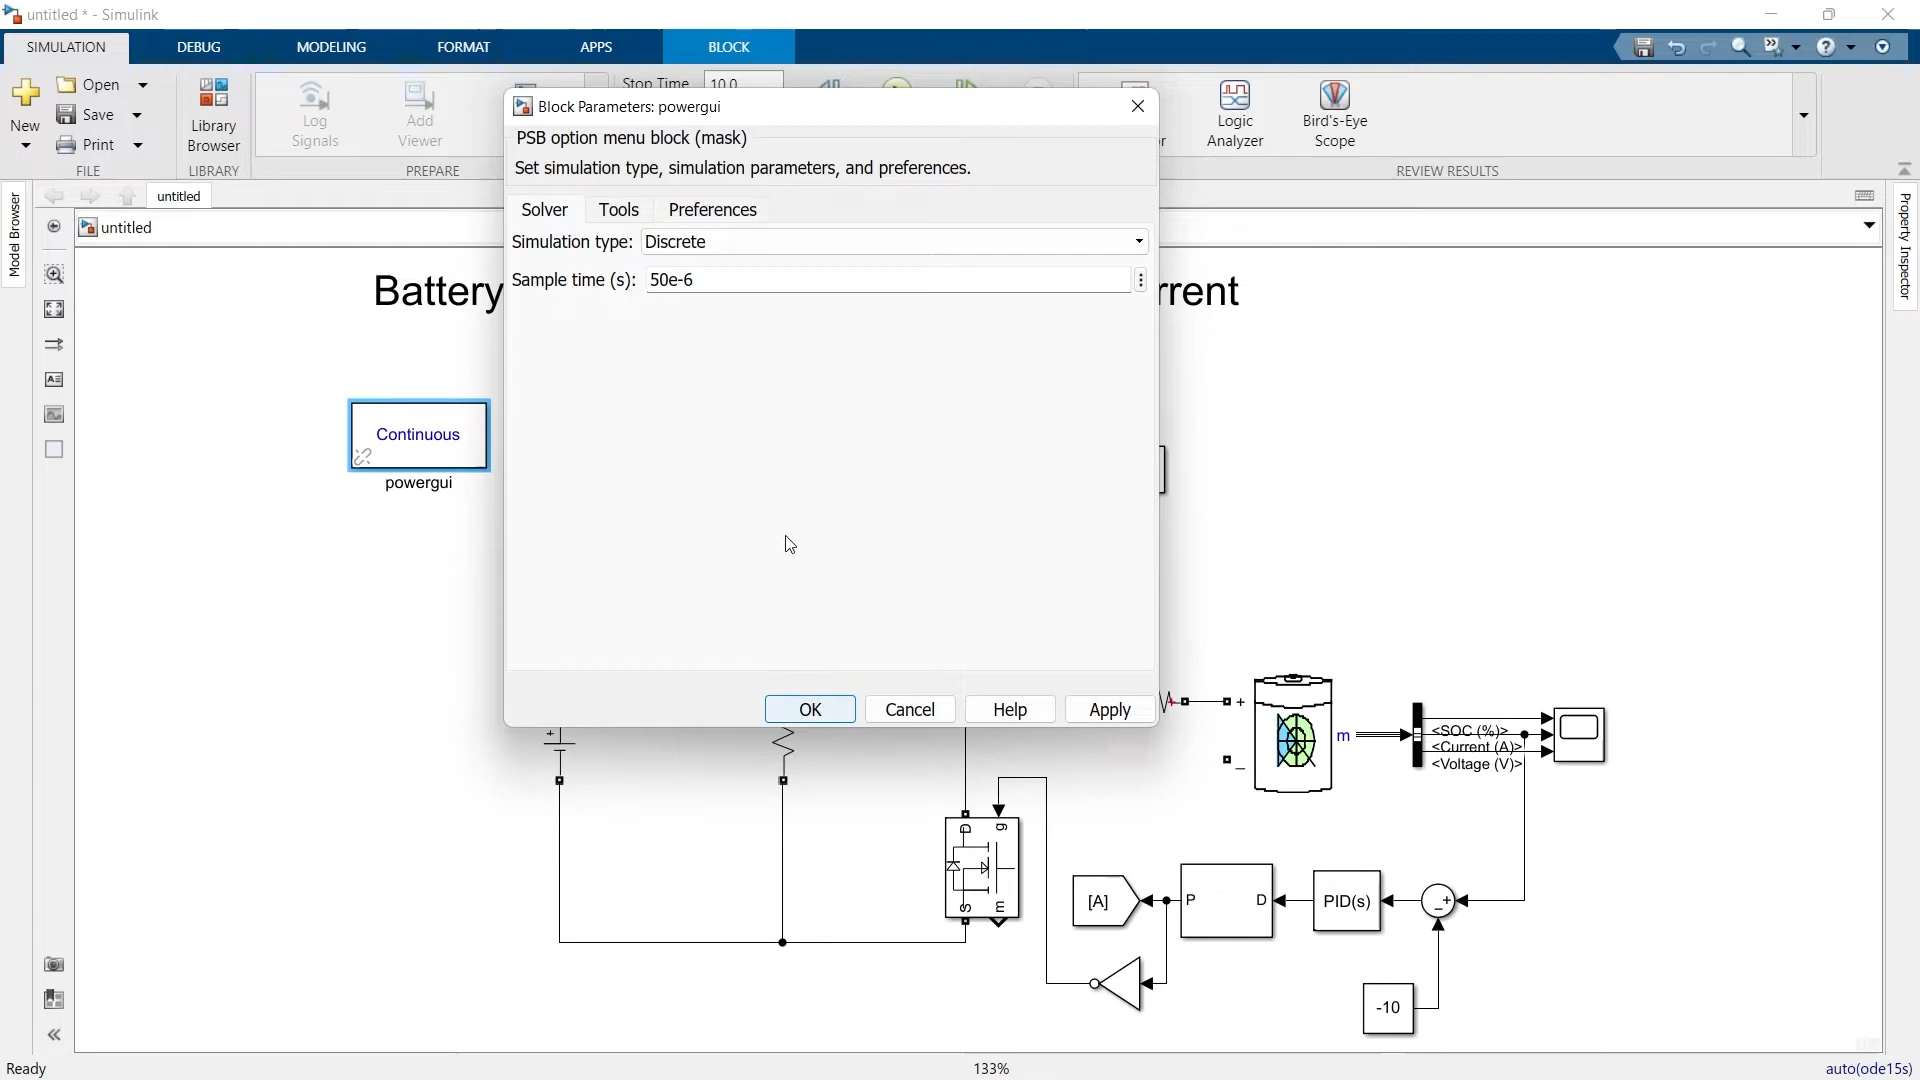 untitled * - Simulink
SIMULATION DEBUG MODELING FORMAT APPS BLOCK
New
Open
Save
Print
FILE
Library Browser
LIBRARY
Log Signals
Add Viewer
PREPARE
Stop Time 10.0
Logic Analyzer
Bird's-Eye Scope
REVIEW RESULTS
Model Browser
Property Inspector
untitled
untitled
Block Parameters: powergui
PSB option menu block (mask)
Set simulation type, simulation parameters, and preferences.
Solver Tools Preferences
Simulation type: Discrete
Sample time (s): 50e-6
OK Cancel Help Apply
Battery
rrent
Continuous
powergui
+
+
_
m
<SOC (%)>
<Current (A)>
<Voltage (V)>
D g
S m
[A]
P D
PID(s)
+
_
-10
Ready 133% auto(ode15s)